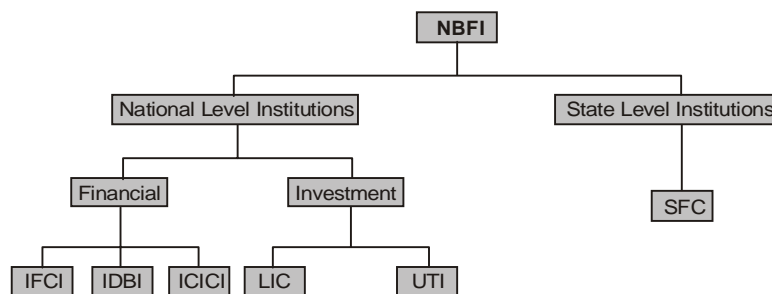 NBFI
National Level Institutions
State Level Institutions
Financial
Investment
SFC
IFCI
IDBI
ICICI
LIC
UTI